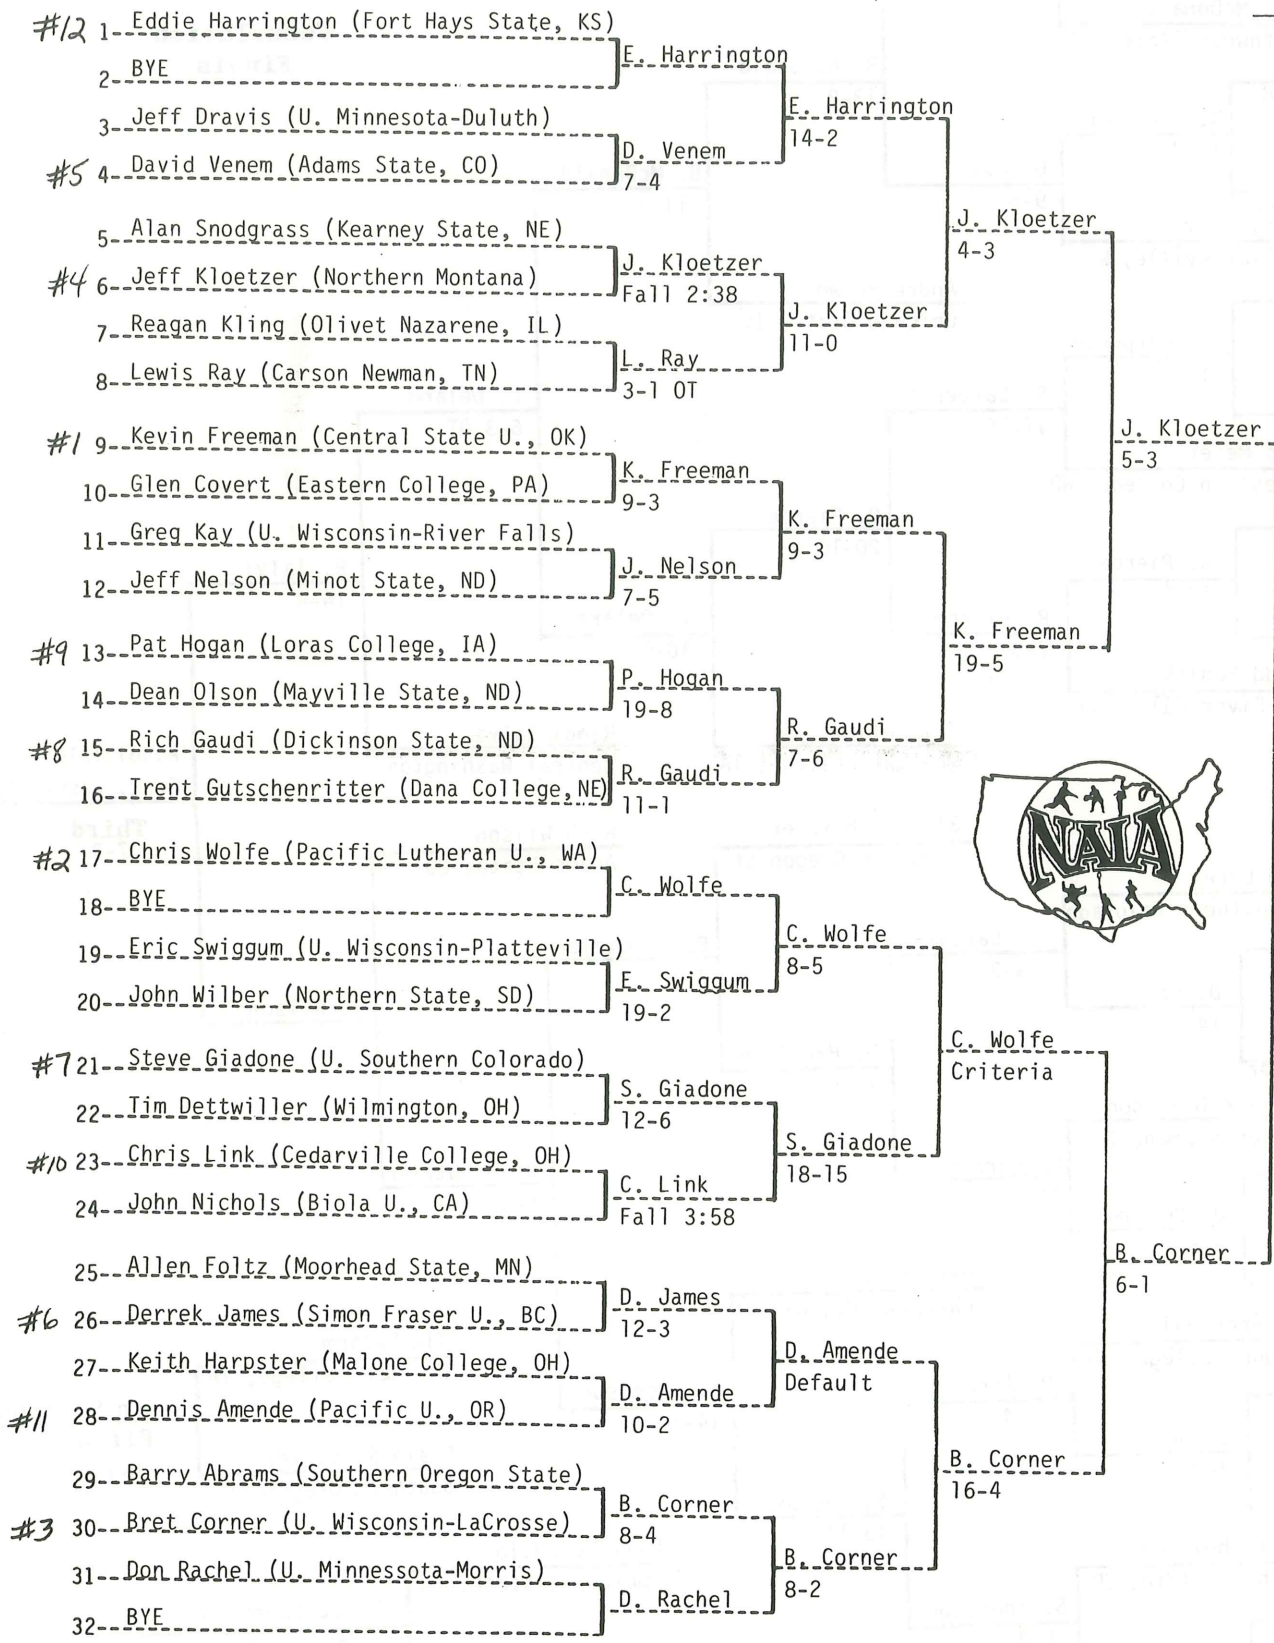 #12 1 Eddie Harrington (Fort Hays State, KS)
2 BYE
3 Jeff Dravis (U. Minnesota-Duluth)
#5 4 David Venem (Adams State, CO)
5 Alan Snodgrass (Kearney State, NE)
#4 6 Jeff Kloetzer (Northern Montana)
7 Reagan Kling (Olivet Nazarene, IL)
8 Lewis Ray (Carson Newman, TN)
#1 9 Kevin Freeman (Central State U., OK)
10 Glen Covert (Eastern College, PA)
11 Greg Kay (U. Wisconsin-River Falls)
12 Jeff Nelson (Minot State, ND)
#9 13 Pat Hogan (Loras College, IA)
14 Dean Olson (Mayville State, ND)
#8 15 Rich Gaudi (Dickinson State, ND)
16 Trent Gutschenritter (Dana College, NE)
#2 17 Chris Wolfe (Pacific Lutheran U., WA)
18 BYE
19 Eric Swiggum (U. Wisconsin-Platteville)
20 John Wilber (Northern State, SD)
#7 21 Steve Giadone (U. Southern Colorado)
22 Tim Dettwiller (Wilmington, OH)
#10 23 Chris Link (Cedarville College, OH)
24 John Nichols (Biola U., CA)
25 Allen Foltz (Moorhead State, MN)
#6 26 Derrek James (Simon Fraser U., BC)
27 Keith Harpster (Malone College, OH)
#11 28 Dennis Amende (Pacific U., OR)
29 Barry Abrams (Southern Oregon State)
#3 30 Bret Corner (U. Wisconsin-LaCrosse)
31 Don Rachel (U. Minnessota-Morris)
32 BYE
E. Harrington
D. Venem
7-4
J. Kloetzer
Fall 2:38
L. Ray
3-1 OT
K. Freeman
9-3
J. Nelson
7-5
P. Hogan
19-8
R. Gaudi
11-1
C. Wolfe
E. Swiggum
19-2
S. Giadone
12-6
C. Link
Fall 3:58
D. James
12-3
D. Amende
10-2
B. Corner
8-4
D. Rachel
E. Harrington
14-2
J. Kloetzer
11-0
K. Freeman
9-3
R. Gaudi
7-6
C. Wolfe
8-5
S. Giadone
18-15
D. Amende
Default
B. Corner
8-2
J. Kloetzer
4-3
K. Freeman
19-5
C. Wolfe
Criteria
B. Corner
16-4
J. Kloetzer
5-3
B. Corner
6-1
NAIA